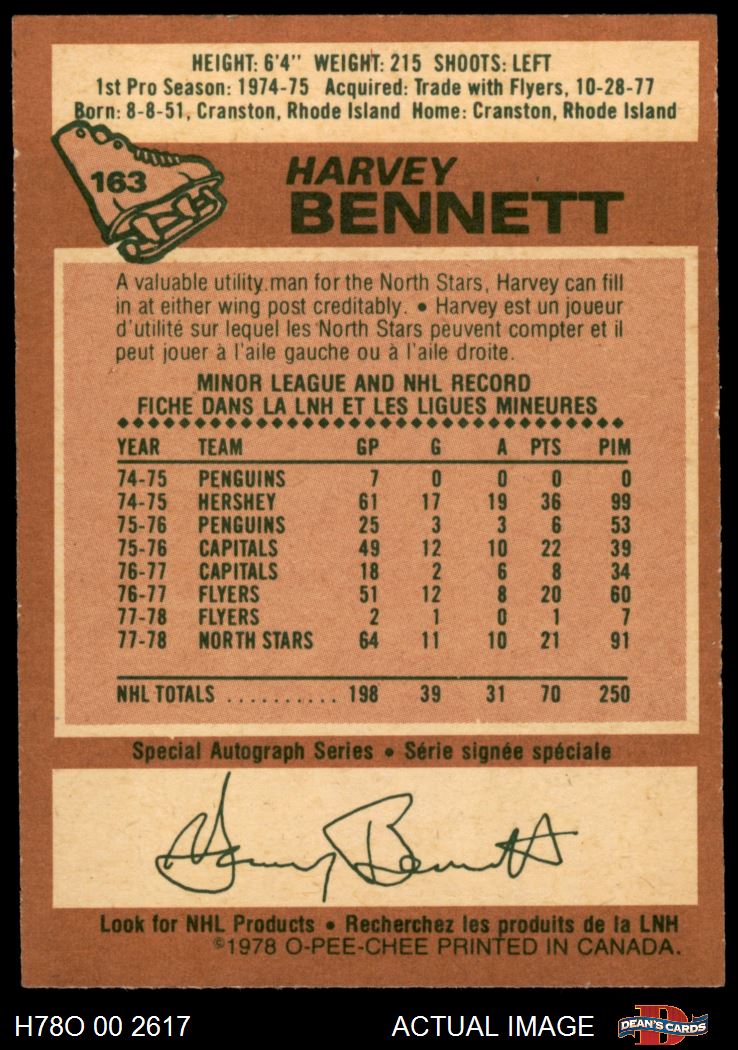 HEIGHT: 6'4" WEIGHT: 215 SHOOTS: LEFT
1st Pro Season: 1974-75 Acquired: Trade with Flyers, 10-28-77
Born: 8-8-51, Cranston, Rhode Island Home: Cranston, Rhode Island
163
HARVEY
BENNETT
A valuable utility man for the North Stars, Harvey can fill
in at either wing post creditably. • Harvey est un joueur
d'utilité sur lequel les North Stars peuvent compter et il
peut jouer à l'aile gauche ou à l'aile droite.
MINOR LEAGUE AND NHL RECORD
FICHE DANS LA LNH ET LES LIGUES MINEURES
YEAR TEAM GP G A PTS PIM
74-75 PENGUINS 7 0 0 0 0
74-75 HERSHEY 61 17 19 36 99
75-76 PENGUINS 25 3 3 6 53
75-76 CAPITALS 49 12 10 22 39
76-77 CAPITALS 18 2 6 8 34
76-77 FLYERS 51 12 8 20 60
77-78 FLYERS 2 1 0 1 7
77-78 NORTH STARS 64 11 10 21 91
NHL TOTALS .......... 198 39 31 70 250
Special Autograph Series • Série signée spéciale
Harvey Bennett
Look for NHL Products • Recherchez les produits de la LNH
©1978 O-PEE-CHEE PRINTED IN CANADA.
H78O 00 2617 ACTUAL IMAGE DEAN'S CARDS